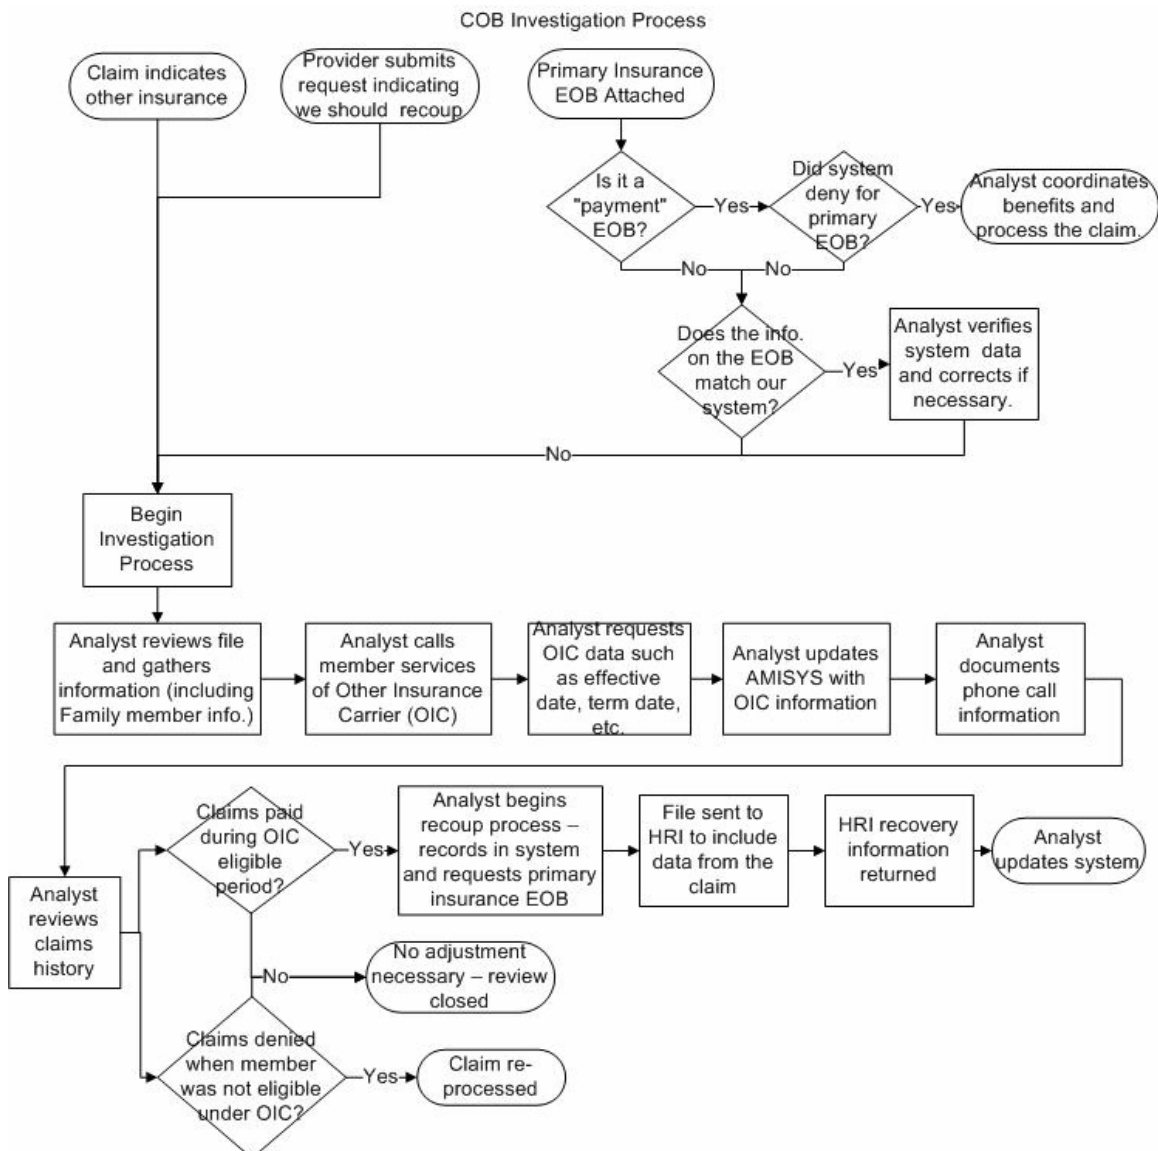 COB Investigation Process
Claim indicates
other insurance
Provider submits
request indicating
we should recoup
Primary Insurance
EOB Attached
Is it a
"payment"
EOB?
Yes
Did system
deny for
primary
EOB?
Yes
Analyst coordinates
benefits and
process the claim.
No
No
Does the info.
on the EOB
match our
system?
Yes
Analyst verifies
system data
and corrects if
necessary.
No
Begin
Investigation
Process
Analyst reviews file
and gathers
information (including
Family member info.)
Analyst calls
member services
of Other Insurance
Carrier (OIC)
Analyst requests
OIC data such
as effective
date, term date,
etc.
Analyst updates
AMISYS with
OIC information
Analyst
documents
phone call
information
Analyst
reviews
claims
history
Claims paid
during OIC
eligible
period?
Yes
Analyst begins
recoup process –
records in system
and requests primary
insurance EOB
File sent to
HRI to include
data from the
claim
HRI recovery
information
returned
Analyst
updates system
No
No adjustment
necessary – review
closed
Claims denied
when member
was not eligible
under OIC?
Yes
Claim re-
processed